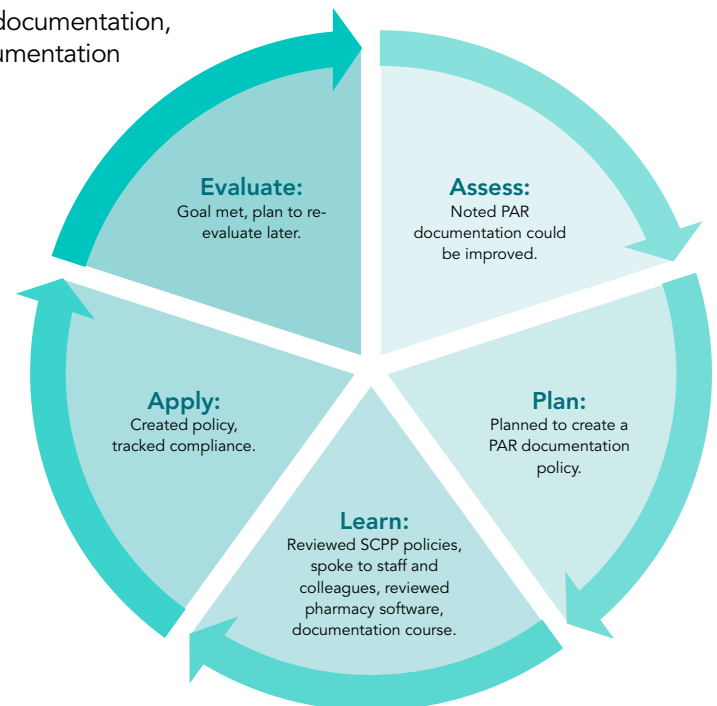 documentation,
umentation
Evaluate:
Goal met, plan to re-
evaluate later.
Assess:
Noted PAR
documentation could
be improved.
Plan:
Planned to create a
PAR documentation
policy.
Learn:
Reviewed SCPP policies,
spoke to staff and
colleagues, reviewed
pharmacy software,
documentation course.
Apply:
Created policy,
tracked compliance.